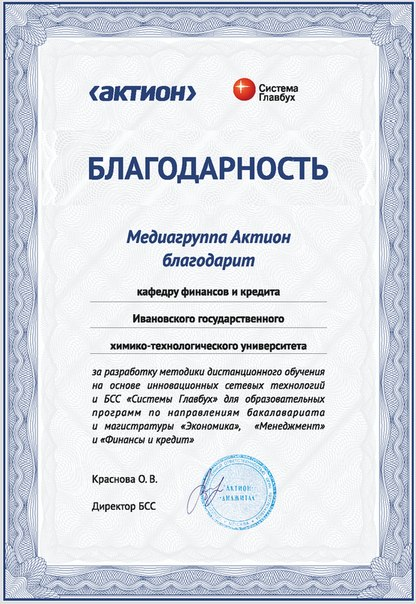 ‹актион›
Система
Главбух
БЛАГОДАРНОСТЬ
Медиагруппа Актион
благодарит
кафедру финансов и кредита
Ивановского государственного
химико-технологического университета
за разработку методики дистанционного обучения
на основе инновационных сетевых технологий
и БСС «Системы Главбух» для образовательных
программ по направлениям бакалавариата
и магистратуры «Экономика», «Менеджмент»
и «Финансы и кредит»
Краснова О. В.
"АКТИОН-
-ДИДЖИТАЛ"
Директор БСС